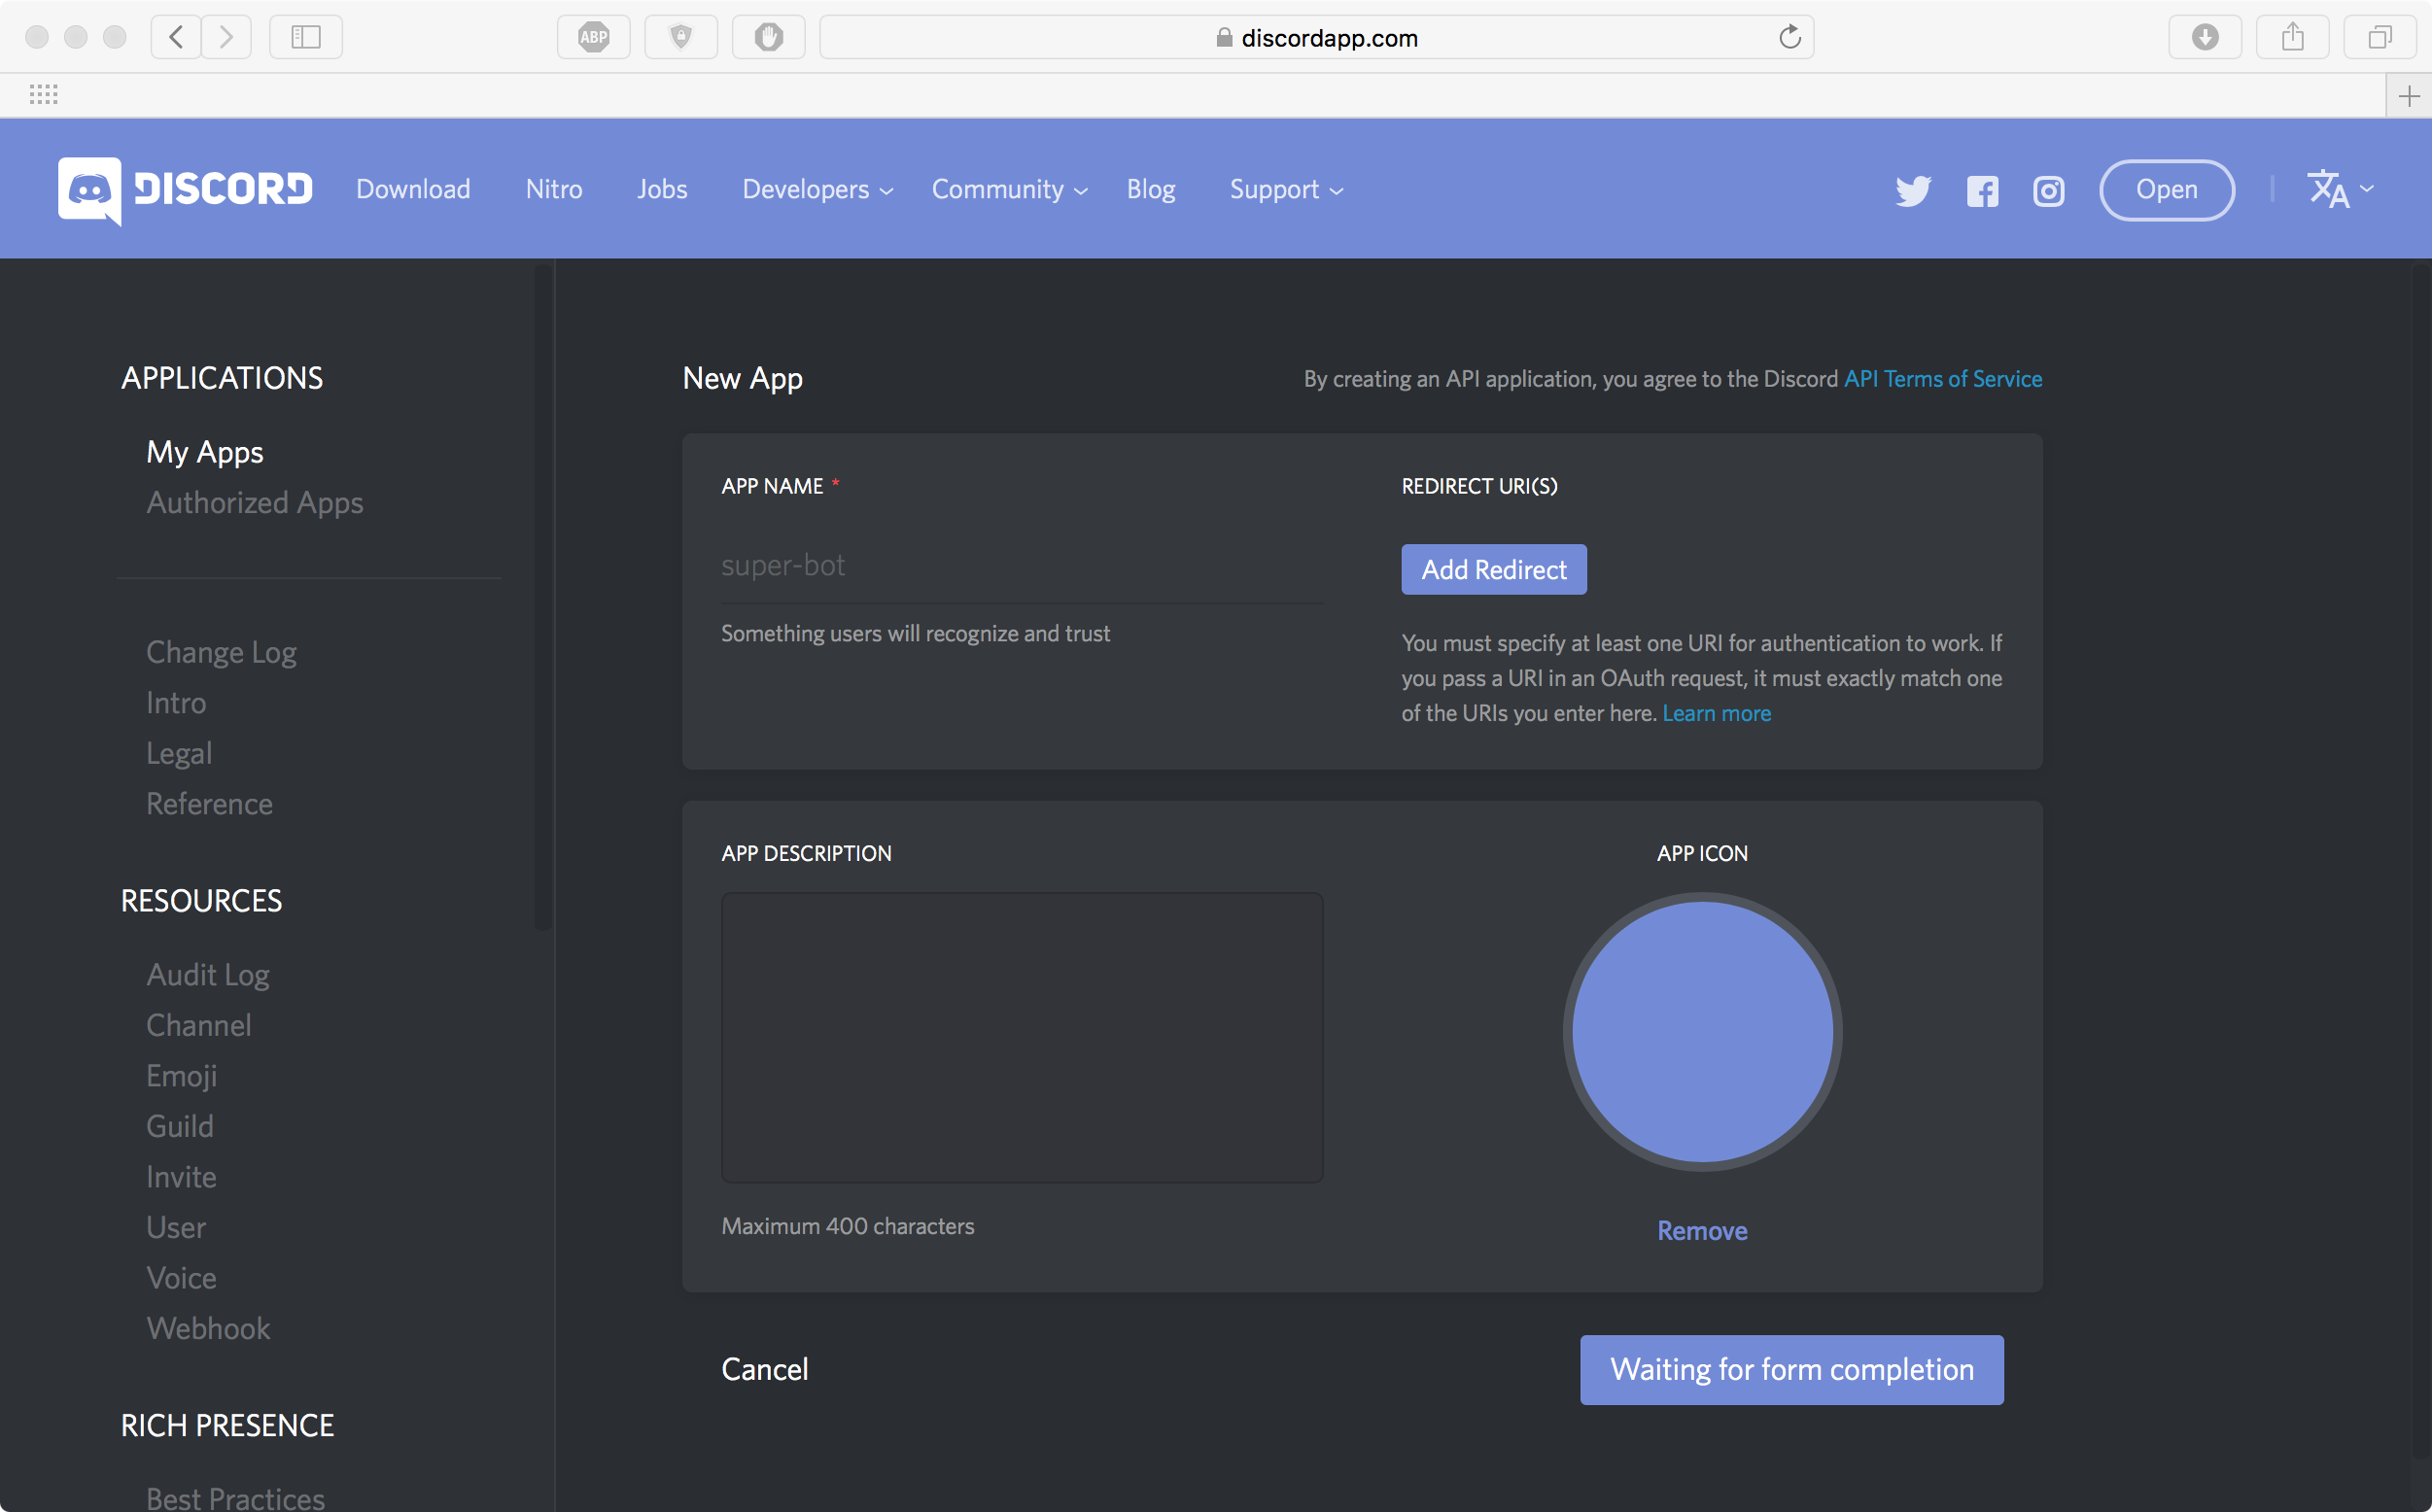 ABP
discordapp.com
DISCORD
Download
Nitro
Jobs
Developers
Community
Blog
Support
Open
APPLICATIONS
My Apps
Authorized Apps
Change Log
Intro
Legal
Reference
RESOURCES
Audit Log
Channel
Emoji
Guild
Invite
User
Voice
Webhook
RICH PRESENCE
Best Practices
New App
By creating an API application, you agree to the Discord API Terms of Service
APP NAME *
super-bot
Something users will recognize and trust
REDIRECT URI(S)
Add Redirect
You must specify at least one URI for authentication to work. If
you pass a URI in an OAuth request, it must exactly match one
of the URIs you enter here. Learn more
APP DESCRIPTION
Maximum 400 characters
APP ICON
Remove
Cancel
Waiting for form completion